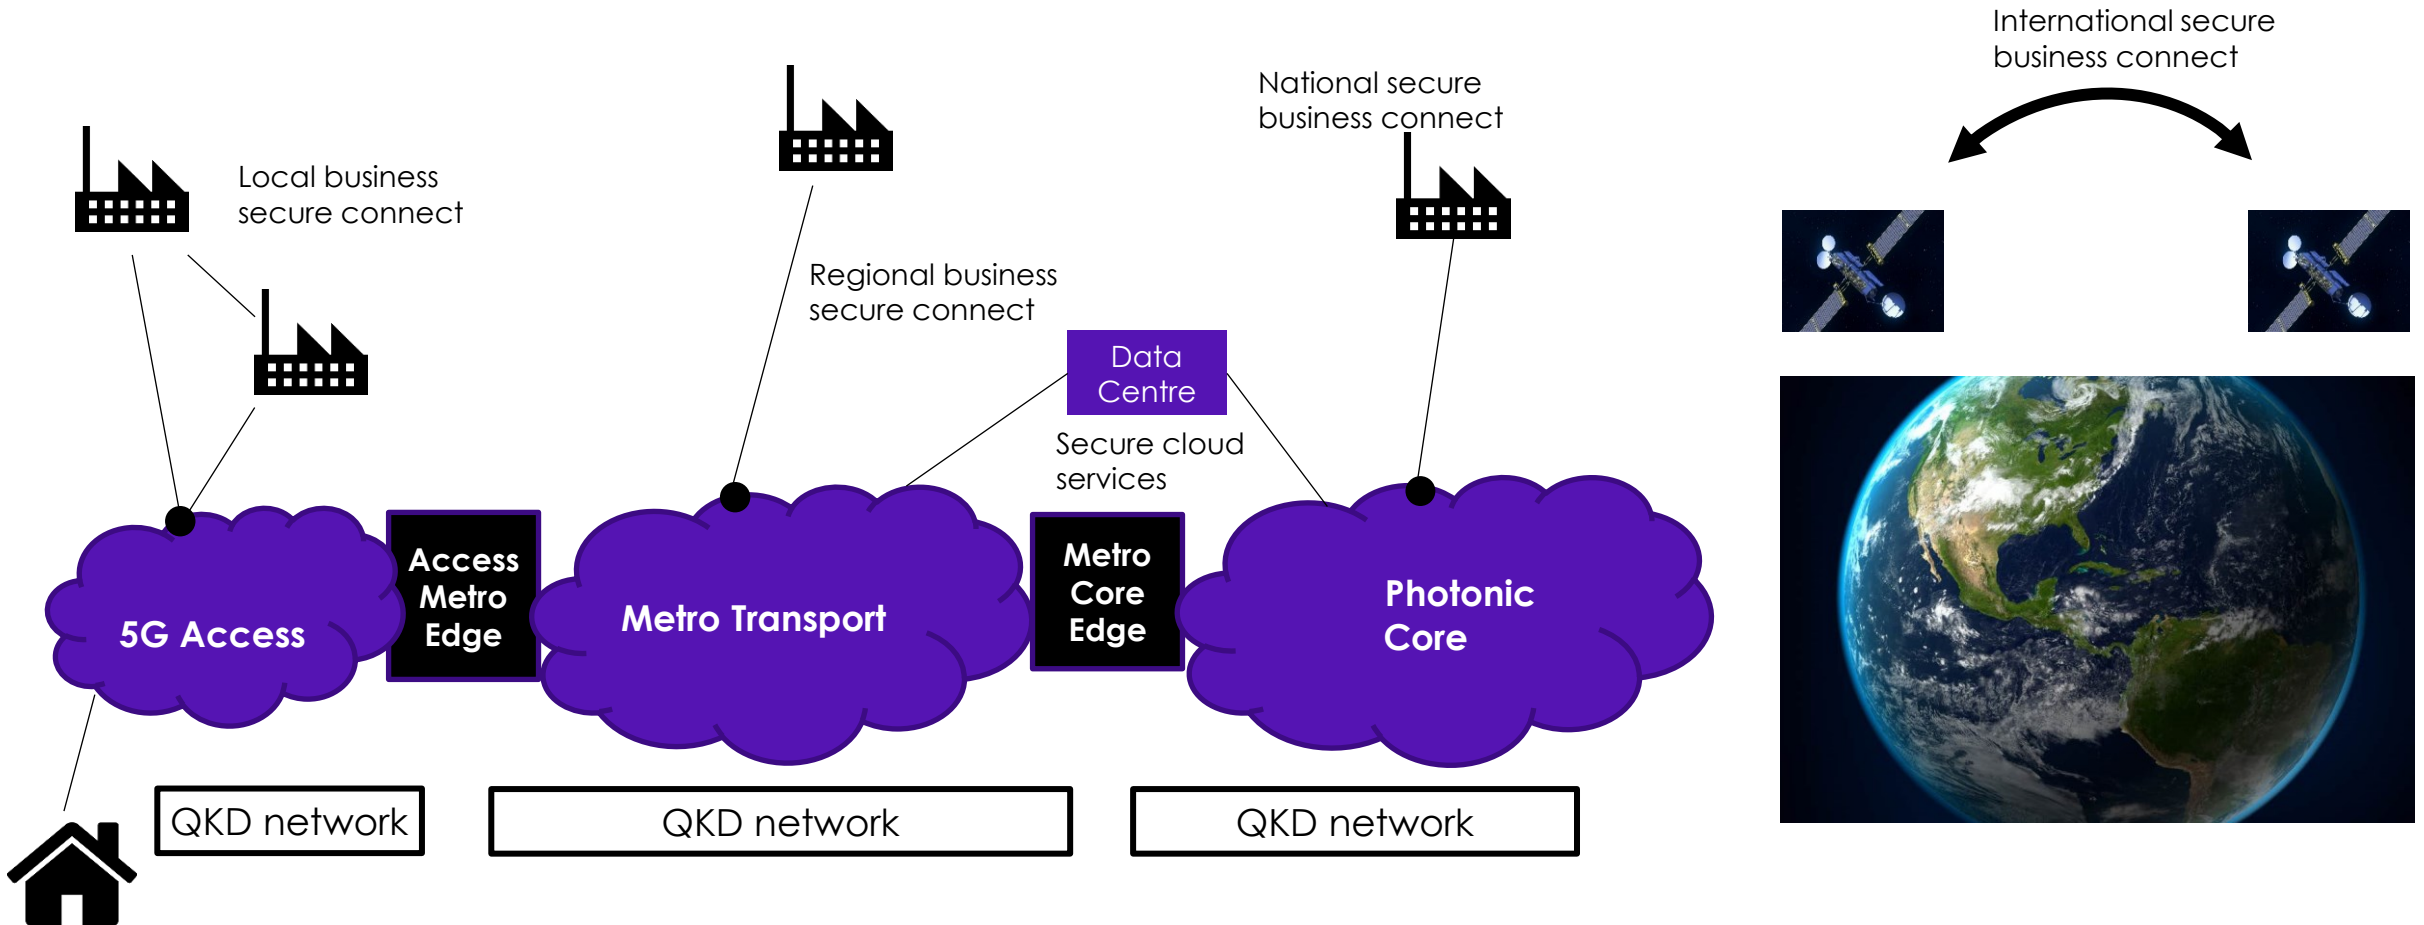 International secure
business connect
National secure
business connect
Local business
secure connect
Regional business
secure connect
Data
Centre
Secure cloud
services
5G Access
Access
Metro
Edge
Metro Transport
Metro
Core
Edge
Photonic
Core
QKD network
QKD network
QKD network